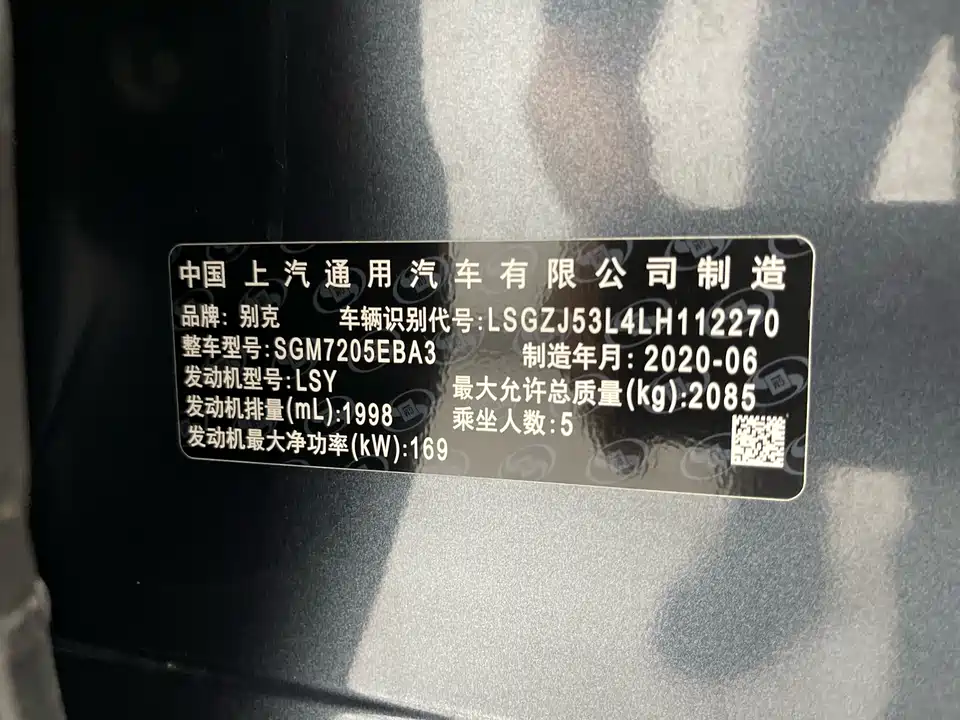 中国上汽通用汽车有限公司制造
品牌: 别克 车辆识别代号:LSGZJ53L4LH112270
整车型号:SGM7205EBA3 制造年月: 2020-06
发动机型号:LSY 最大允许总质量(kg):2085
发动机排量(mL):1998 乘坐人数:5
发动机最大净功率(kW):169